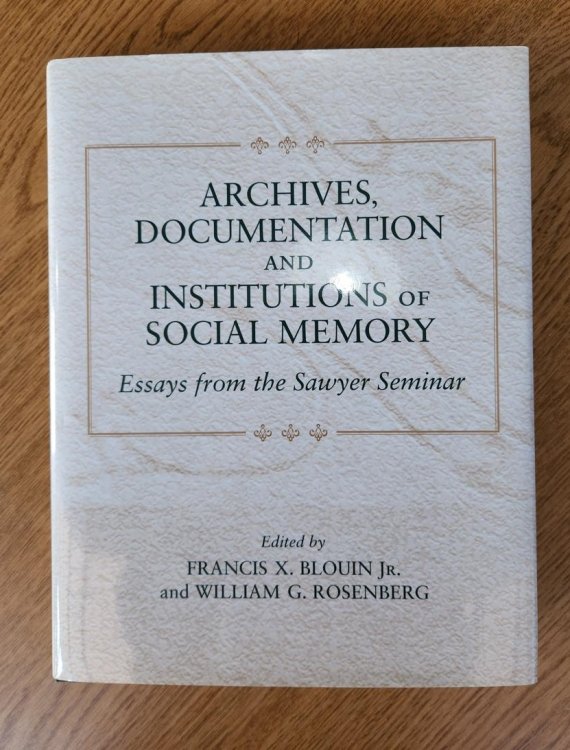 ARCHIVES,
DOCUMENTATION
AND
INSTITUTIONS OF
SOCIAL MEMORY
Essays from the Sawyer Seminar
Edited by
FRANCIS X. BLOUIN JR.
and WILLIAM G. ROSENBERG